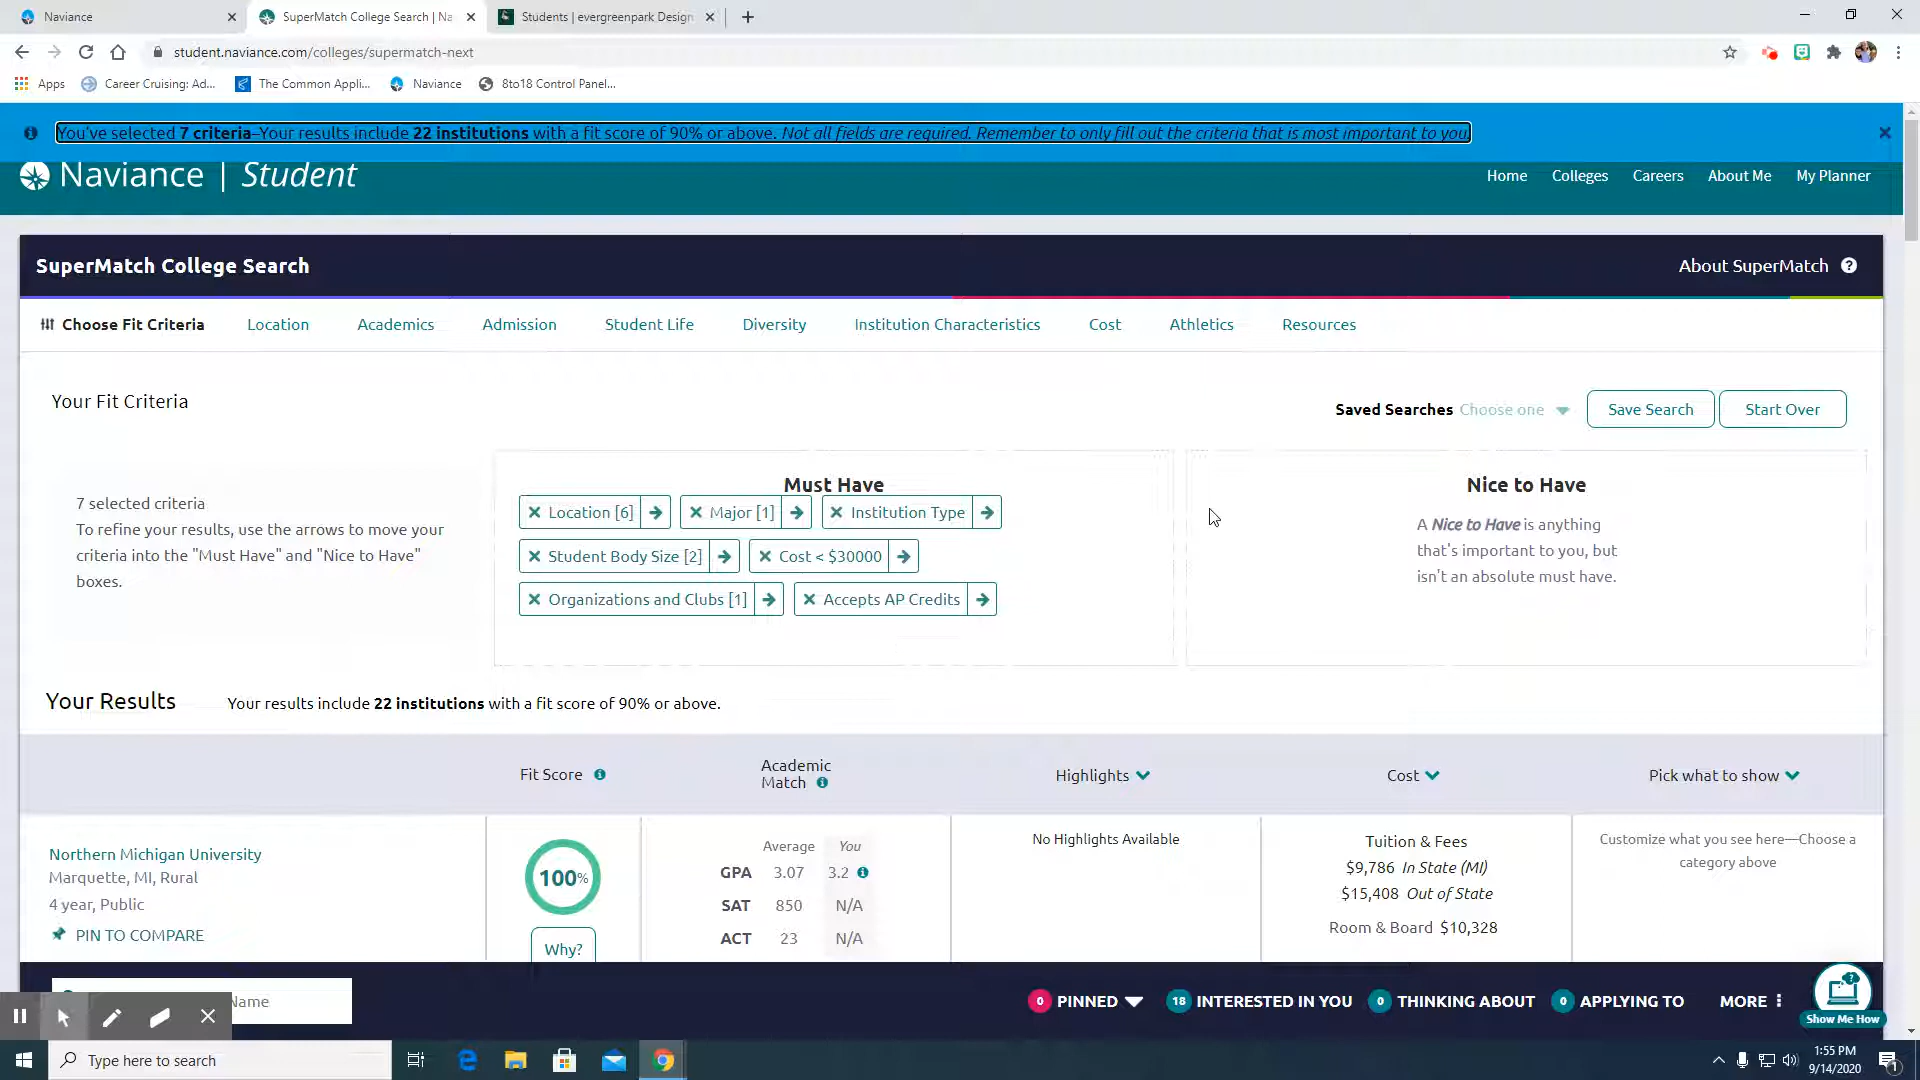 Naviance
SuperMatch College Search | Na
Students | evergreenpark Design
student.naviance.com/colleges/supermatch-next
Apps
Career Cruising: Ad...
The Common Appli...
Naviance
8to18 Control Panel...
You've selected 7 criteria–Your results include 22 institutions with a fit score of 90% or above. Not all fields are required. Remember to only fill out the criteria that is most important to you.
Naviance | Student
Home Colleges Careers About Me My Planner
SuperMatch College Search
About SuperMatch ?
Choose Fit Criteria Location Academics Admission Student Life Diversity Institution Characteristics Cost Athletics Resources
Your Fit Criteria
Saved Searches Choose one Save Search Start Over
7 selected criteria
To refine your results, use the arrows to move your
criteria into the "Must Have" and "Nice to Have"
boxes.
Must Have
Location [6]
Major [1]
Institution Type
Student Body Size [2]
Cost < $30000
Organizations and Clubs [1]
Accepts AP Credits
Nice to Have
A Nice to Have is anything
that's important to you, but
isn't an absolute must have.
Your Results
Your results include 22 institutions with a fit score of 90% or above.
Fit Score
Academic
Match
Highlights
Cost
Pick what to show
Northern Michigan University
Marquette, MI, Rural
4 year, Public
PIN TO COMPARE
100%
Why?
Average You
GPA 3.07 3.2
SAT 850 N/A
ACT 23 N/A
No Highlights Available
Tuition & Fees
$9,786 In State (MI)
$15,408 Out of State
Room & Board $10,328
Customize what you see here—Choose a
category above
Name
0 PINNED
18 INTERESTED IN YOU
0 THINKING ABOUT
0 APPLYING TO
MORE
Show Me How
Type here to search
1:55 PM
9/14/2020
1